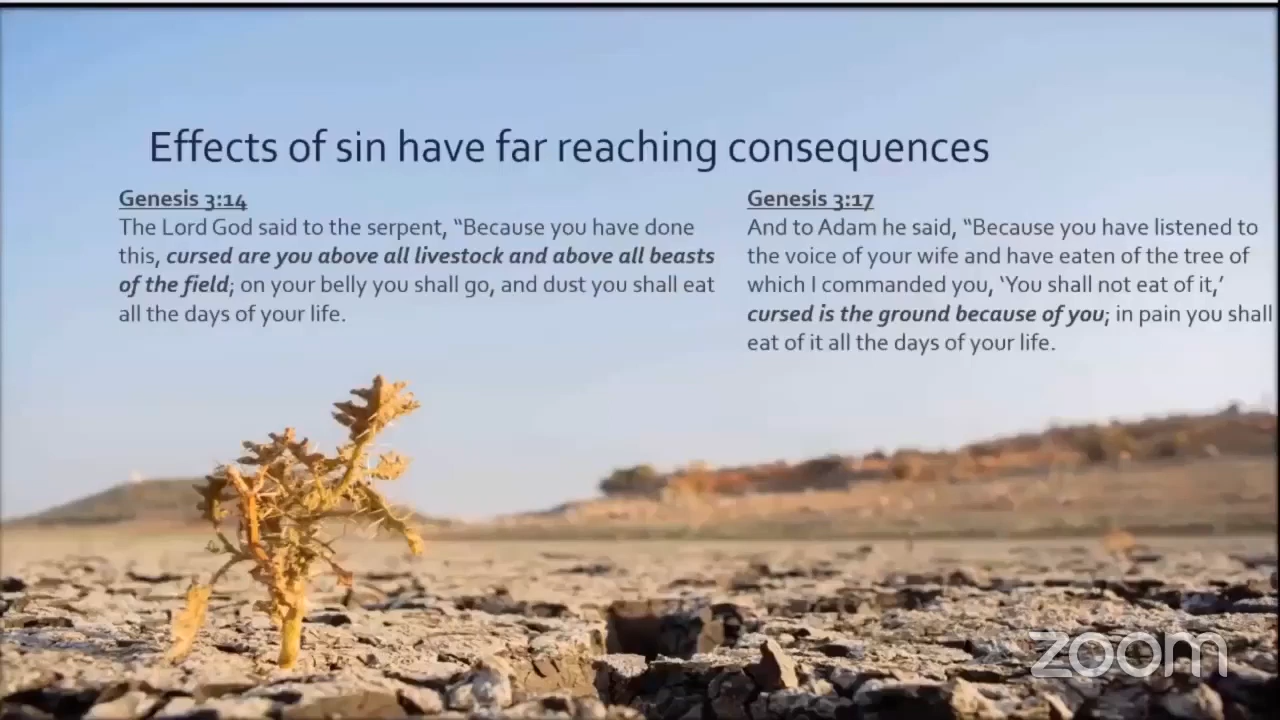 Effects of sin have far reaching consequences
Genesis 3:14
The Lord God said to the serpent, “Because you have done
this, cursed are you above all livestock and above all beasts
of the field; on your belly you shall go, and dust you shall eat
all the days of your life.
Genesis 3:17
And to Adam he said, “Because you have listened to
the voice of your wife and have eaten of the tree of
which I commanded you, ‘You shall not eat of it,’
cursed is the ground because of you; in pain you shall
eat of it all the days of your life.
zoom